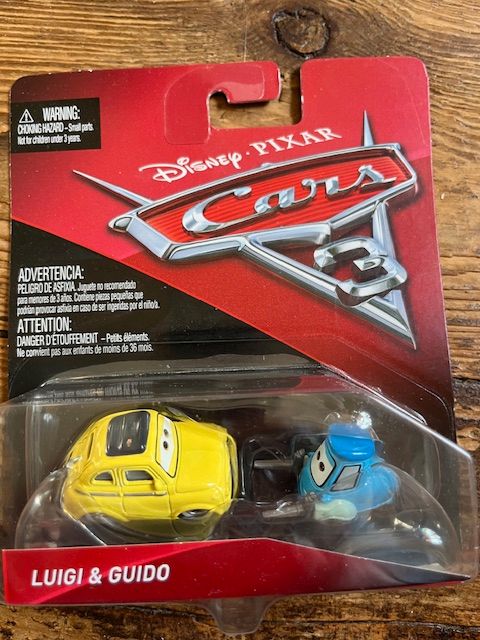 WARNING:
CHOKING HAZARD – Small parts.
Not for children under 3 years.
Disney · PIXAR
Cars
3
ADVERTENCIA:
PELIGRO DE ASFIXIA. Juguete no recomendado
para menores de 3 años. Contiene piezas pequeñas que
podrían provocar asfixia en caso de ser ingeridas por el niño/a.
ATTENTION:
DANGER D'ÉTOUFFEMENT – Petits éléments.
Ne convient pas aux enfants de moins de 36 mois.
LUIGI & GUIDO